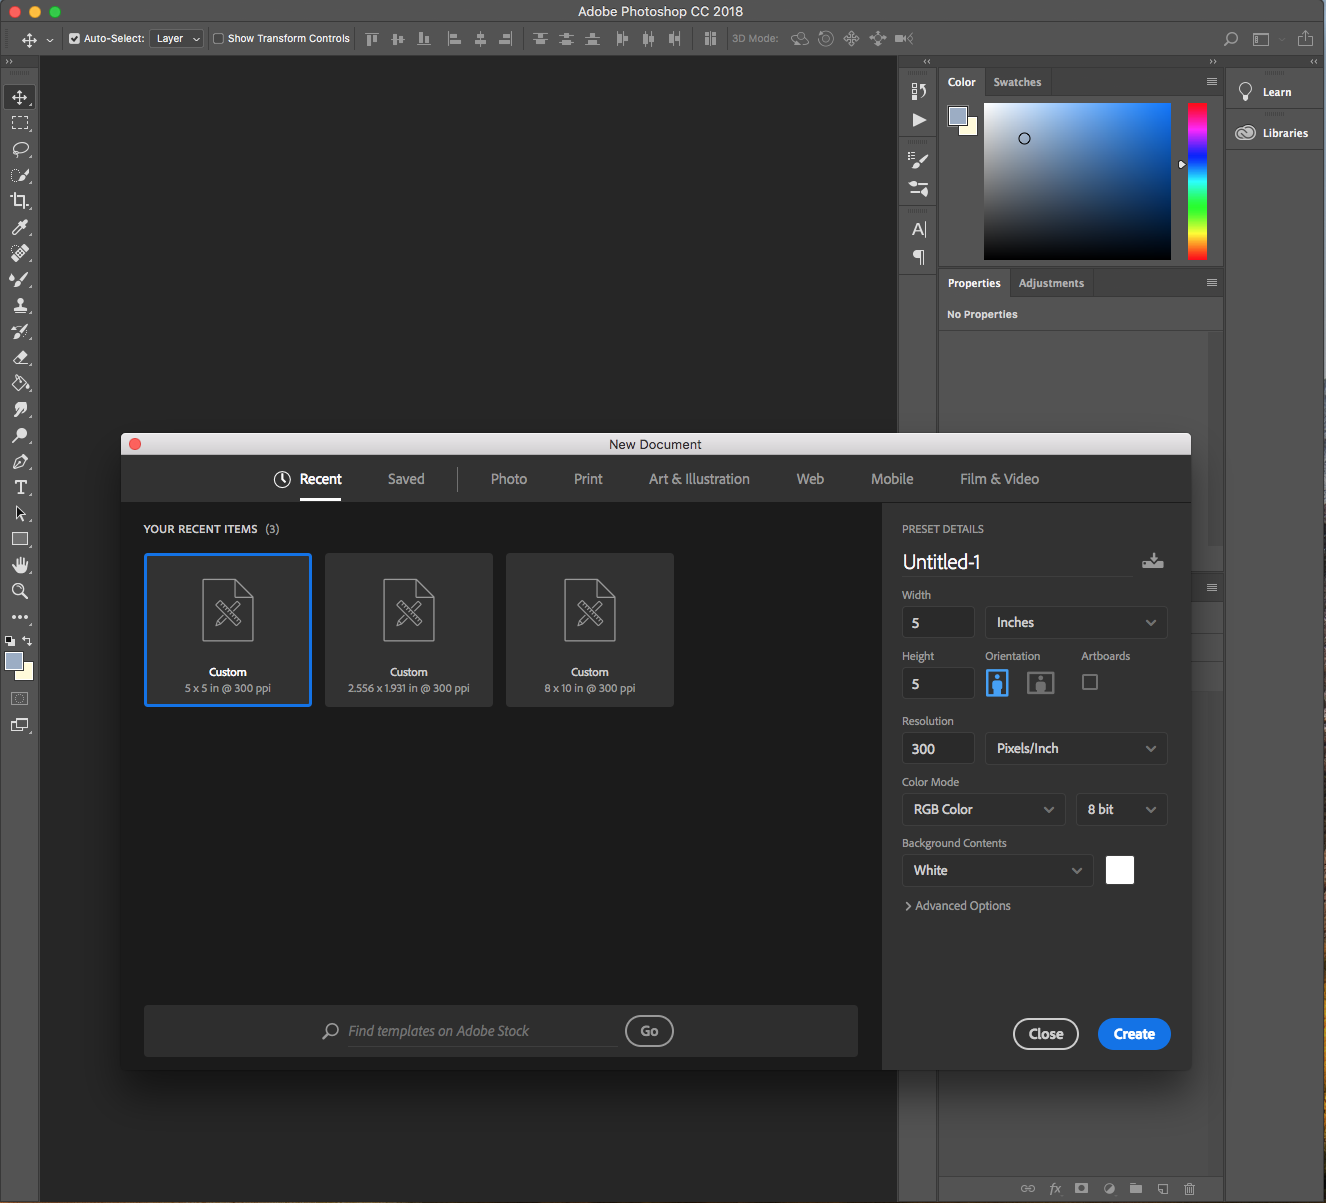 Adobe Photoshop CC 2018
Auto-Select: Layer Show Transform Controls 3D Mode:
Color Swatches
Learn
Libraries
Properties Adjustments
No Properties
New Document
Recent Saved Photo Print Art & Illustration Web Mobile Film & Video
YOUR RECENT ITEMS (3)
Custom
5 x 5 in @ 300 ppi
Custom
2.556 x 1.931 in @ 300 ppi
Custom
8 x 10 in @ 300 ppi
Find templates on Adobe Stock Go
PRESET DETAILS
Untitled-1
Width
5 Inches
Height Orientation Artboards
5
Resolution
300 Pixels/Inch
Color Mode
RGB Color 8 bit
Background Contents
White
Advanced Options
Close Create
fx